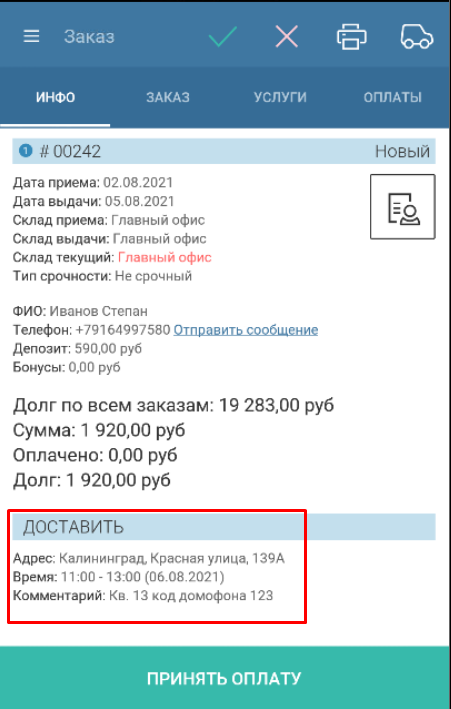 Заказ
ИНФО ЗАКАЗ УСЛУГИ ОПЛАТЫ
1 # 00242 Новый
Дата приема: 02.08.2021
Дата выдачи: 05.08.2021
Склад приема: Главный офис
Склад выдачи: Главный офис
Склад текущий: Главный офис
Тип срочности: Не срочный
ФИО: Иванов Степан
Телефон: +79164997580 Отправить сообщение
Депозит: 590,00 руб
Бонусы: 0,00 руб
Долг по всем заказам: 19 283,00 руб
Сумма: 1 920,00 руб
Оплачено: 0,00 руб
Долг: 1 920,00 руб
ДОСТАВИТЬ
Адрес: Калининград, Красная улица, 139А
Время: 11:00 - 13:00 (06.08.2021)
Комментарий: Кв. 13 код домофона 123
ПРИНЯТЬ ОПЛАТУ